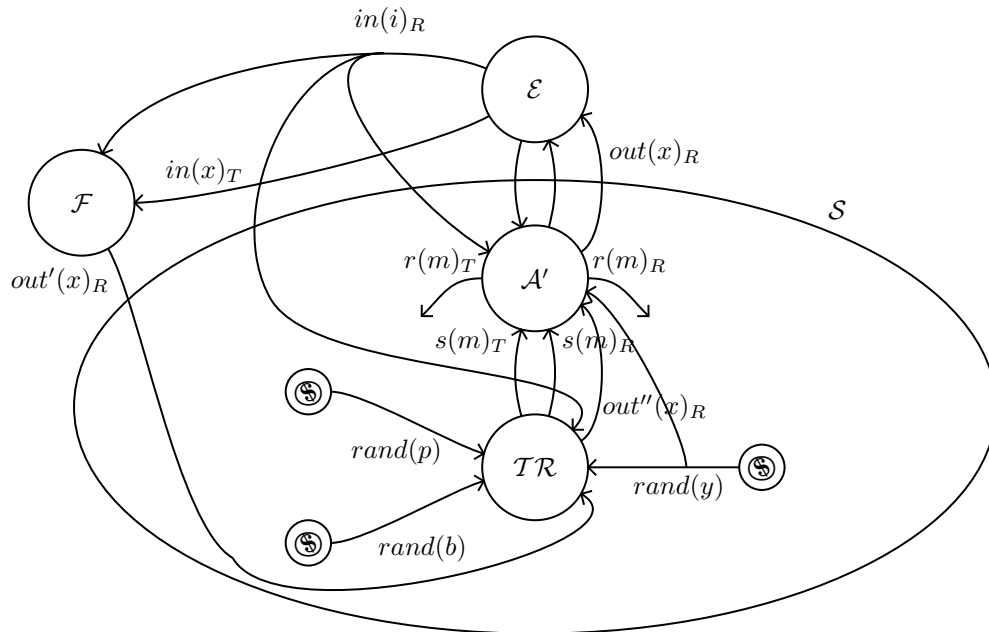 in(i)_R
ℰ
out(x)_R
in(x)_T
ℱ
𝒮
out′(x)_R
r(m)_T
r(m)_R
𝒜′
s(m)_T
s(m)_R
$
out′′(x)_R
rand(p)
𝒯ℛ
$
rand(y)
$
rand(b)